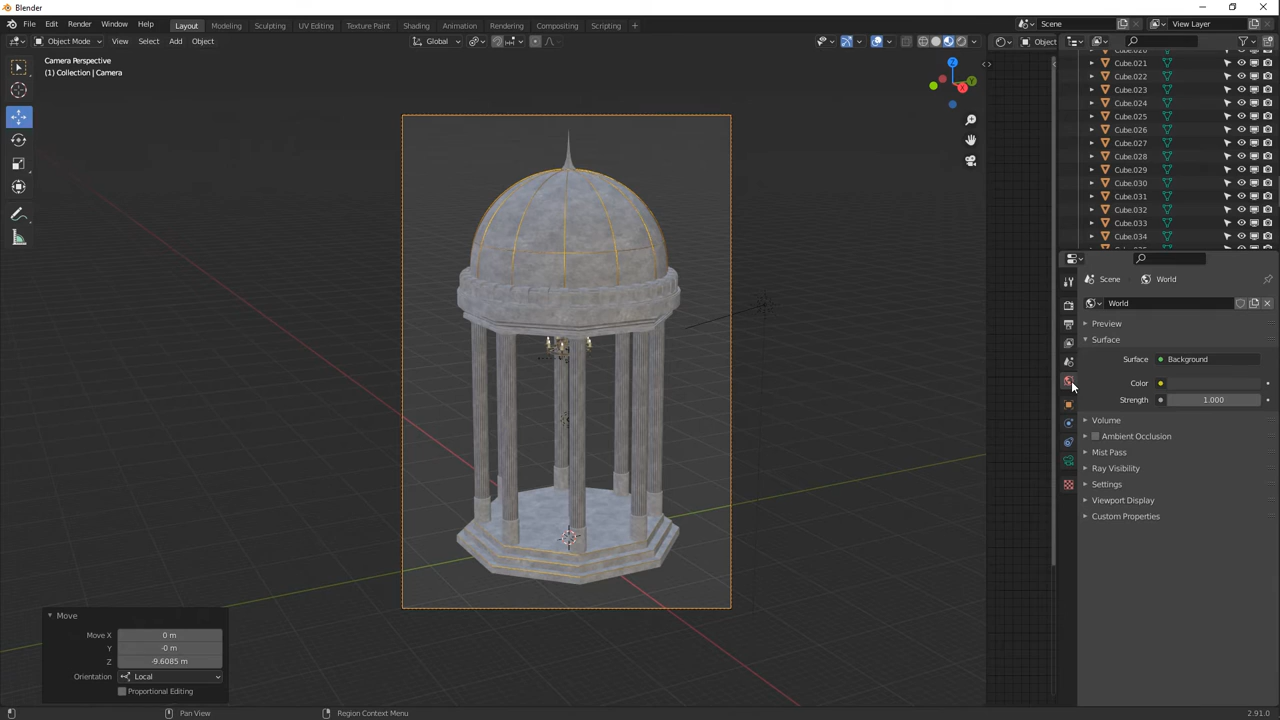 Blender
File Edit Render Window Help
Layout Modeling Sculpting UV Editing Texture Paint Shading Animation Rendering Compositing Scripting +
Scene
View Layer
Object Mode View Select Add Object
Global
Object
Camera Perspective
(1) Collection | Camera
Z
Y
X
Cube.021
Cube.022
Cube.023
Cube.024
Cube.025
Cube.026
Cube.027
Cube.028
Cube.029
Cube.030
Cube.031
Cube.032
Cube.033
Cube.034
Scene World
World
Preview
Surface
Surface Background
Color
Strength 1.000
Volume
Ambient Occlusion
Mist Pass
Ray Visibility
Settings
Viewport Display
Custom Properties
Move
Move X 0 m
Y -0 m
Z -9.6085 m
Orientation Local
Proportional Editing
Pan View
Region Context Menu
2.91.0